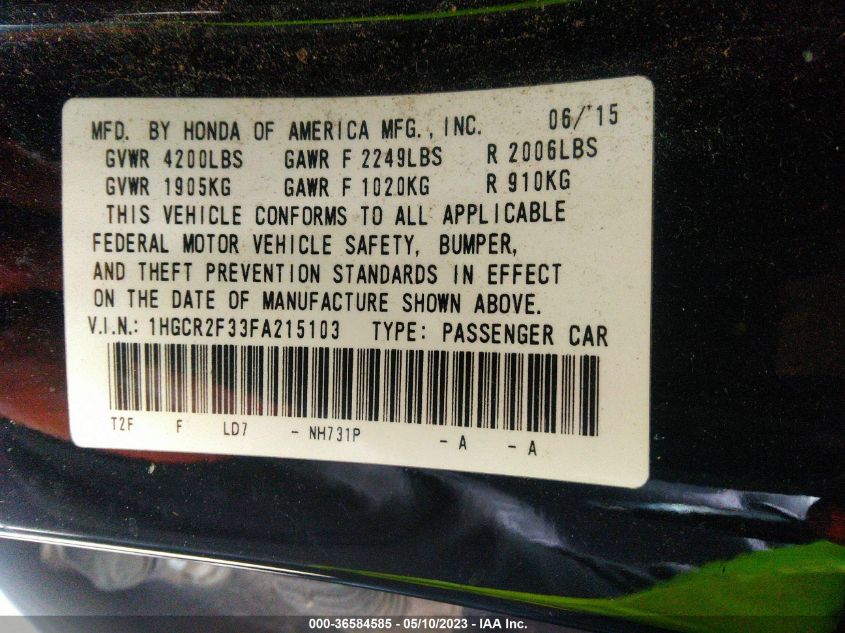 MFD. BY HONDA OF AMERICA MFG., INC. 06/'15
GVWR 4200LBS GAWR F 2249LBS R 2006LBS
GVWR 1905KG GAWR F 1020KG R 910KG
THIS VEHICLE CONFORMS TO ALL APPLICABLE
FEDERAL MOTOR VEHICLE SAFETY, BUMPER,
AND THEFT PREVENTION STANDARDS IN EFFECT
ON THE DATE OF MANUFACTURE SHOWN ABOVE.
V.I.N.: 1HGCR2F33FA215103 TYPE: PASSENGER CAR
T2F F LD7 - NH731P - A - A
000-36584585 - 05/10/2023 - IAA Inc.